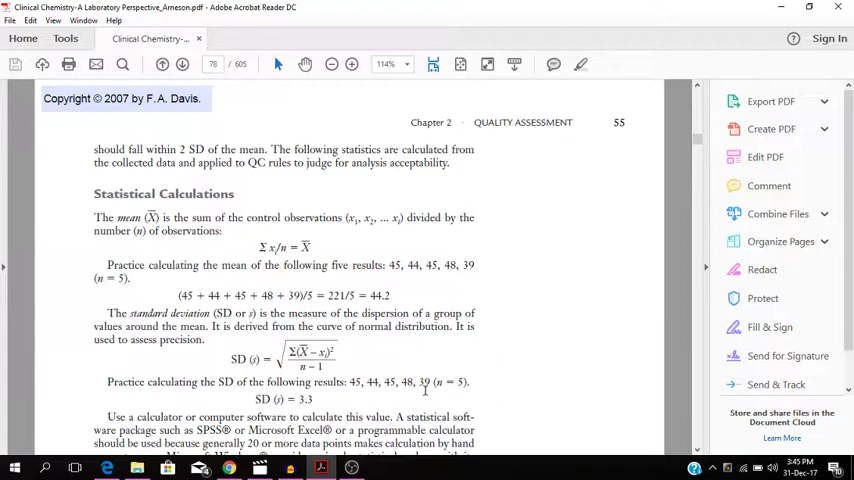 Clinical Chemistry-A Laboratory Perspective_Arneson.pdf - Adobe Acrobat Reader DC
File Edit View Window Help
Home Tools Clinical Chemistry-... × Sign In
78 / 605 114%
Copyright © 2007 by F.A. Davis.
Chapter 2 QUALITY ASSESSMENT 55
should fall within 2 SD of the mean. The following statistics are calculated from
the collected data and applied to QC rules to judge for analysis acceptability.
Statistical Calculations
The mean (X̅) is the sum of the control observations (x₁, x₂, ... xᵢ) divided by the
number (n) of observations:
Σ xᵢ/n = X̅
Practice calculating the mean of the following five results: 45, 44, 45, 48, 39
(n = 5).
(45 + 44 + 45 + 48 + 39)/5 = 221/5 = 44.2
The standard deviation (SD or s) is the measure of the dispersion of a group of
values around the mean. It is derived from the curve of normal distribution. It is
used to assess precision.
SD (s) = √(Σ(X̅ – xᵢ)²/n – 1)
Practice calculating the SD of the following results: 45, 44, 45, 48, 39 (n = 5).
SD (s) = 3.3
Use a calculator or computer software to calculate this value. A statistical soft-
ware package such as SPSS® or Microsoft Excel® or a programmable calculator
should be used because generally 20 or more data points makes calculation by hand
Export PDF
Create PDF
Edit PDF
Comment
Combine Files
Organize Pages
Redact
Protect
Fill & Sign
Send for Signature
Send & Track
Store and share files in the
Document Cloud
Learn More
3:45 PM
31-Dec-17